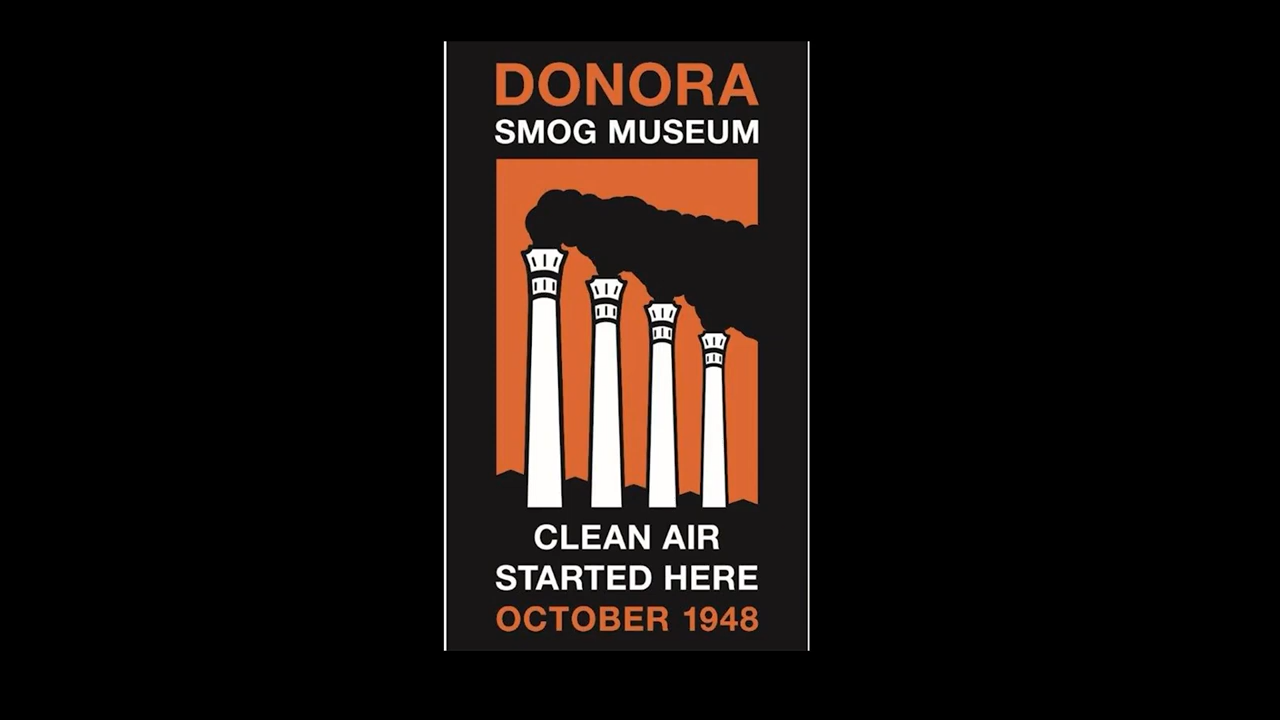 DONORA
SMOG MUSEUM
CLEAN AIR
STARTED HERE
OCTOBER 1948